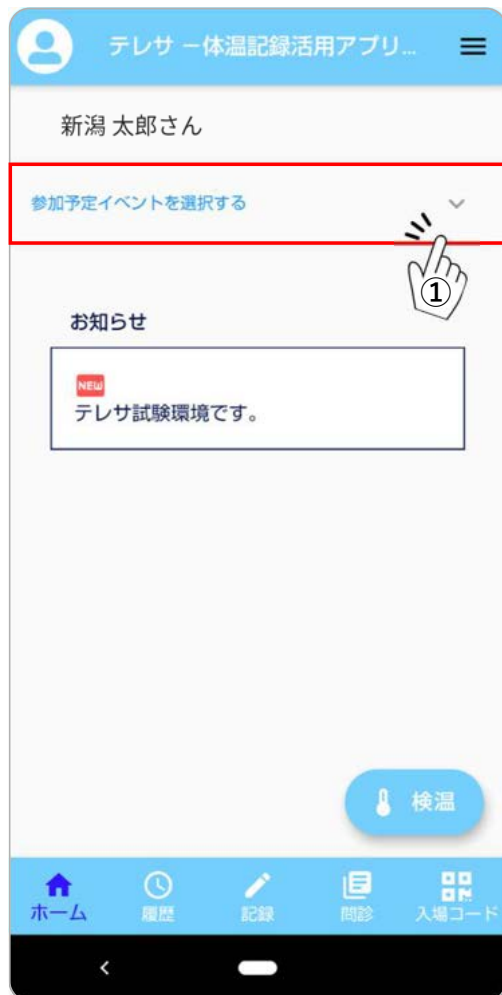 テレサ －体温記録活用アプリ...
新潟 太郎さん
参加予定イベントを選択する
①
お知らせ
NEW
テレサ試験環境です。
検温
ホーム 履歴 記録 問診 入場コード